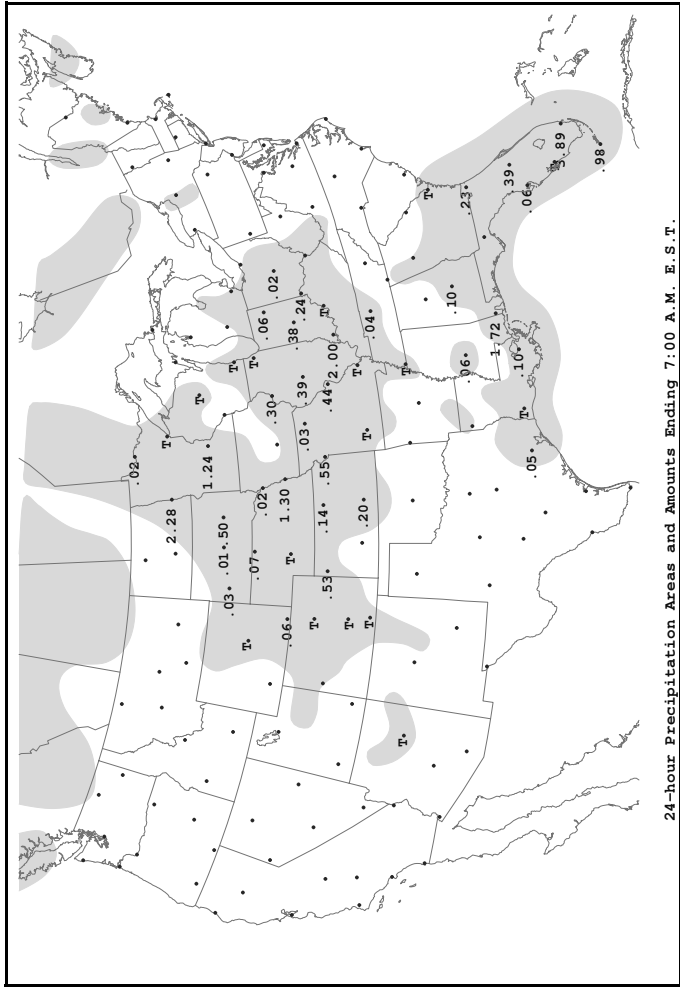 .02
T
2.28
T
1.24
.01 .50
.03
T
T
T
.07
.02
.06
.30
.02
1.30
.06
T
.38
.24
.39
.03
T
.14
T
.55
.44
.53
2.00
T
T
.20
T
T
.04
T
T
T
.10
.23
.06
1.72
.39
.10
T
.06
.05
.98
24-hour Precipitation Areas and Amounts Ending 7:00 A.M. E.S.T.